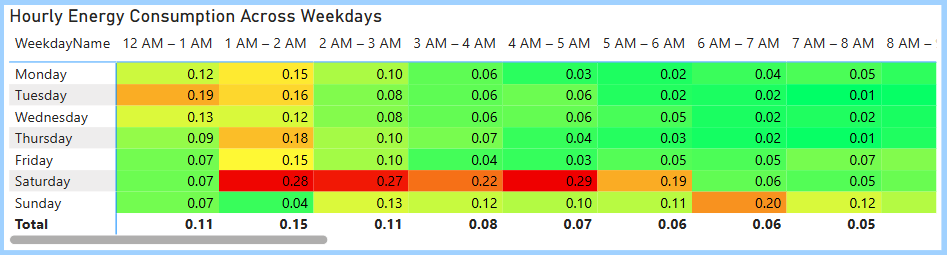 Hourly Energy Consumption Across Weekdays
WeekdayName 12 AM – 1 AM 1 AM – 2 AM 2 AM – 3 AM 3 AM – 4 AM 4 AM – 5 AM 5 AM – 6 AM 6 AM – 7 AM 7 AM – 8 AM 8 AM –
Monday 0.12 0.15 0.10 0.06 0.03 0.02 0.04 0.05
Tuesday 0.19 0.16 0.08 0.06 0.06 0.02 0.02 0.01
Wednesday 0.13 0.12 0.08 0.06 0.06 0.05 0.02 0.02
Thursday 0.09 0.18 0.10 0.07 0.04 0.03 0.02 0.01
Friday 0.07 0.15 0.10 0.04 0.03 0.05 0.05 0.07
Saturday 0.07 0.28 0.27 0.22 0.29 0.19 0.06 0.05
Sunday 0.07 0.04 0.13 0.12 0.10 0.11 0.20 0.12
Total 0.11 0.15 0.11 0.08 0.07 0.06 0.06 0.05